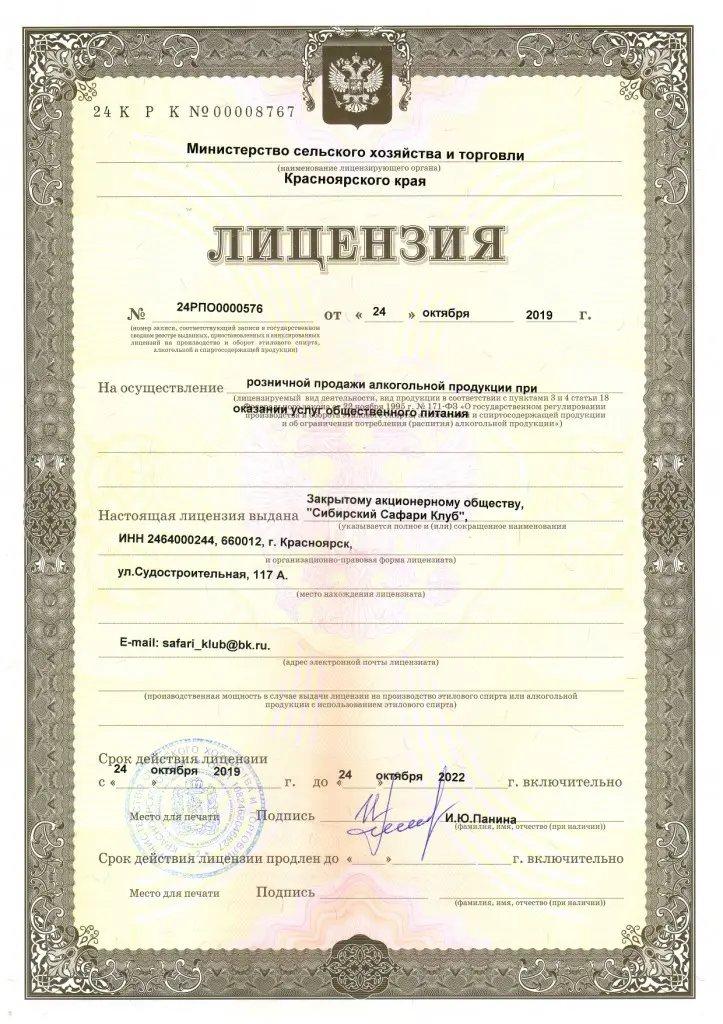 24 К Р К №00008767
Министерство сельского хозяйства и торговли
(наименование лицензирующего органа)
Красноярского края
ЛИЦЕНЗИЯ
№ 24РПО0000576 от « 24 » октября 2019 г.
(номер записи, соответствующий записи в государственном
сводном реестре выданных, приостановленных и аннулированных
лицензий на производство и оборот этилового спирта,
алкогольной и спиртосодержащей продукции)
На осуществление розничной продажи алкогольной продукции при
(лицензируемый вид деятельности, вид продукции в соответствии с пунктами 3 и 4 статьи 18
от 22 ноября 1995 г. № 171-ФЗ «О государственном регулировании
оказании услуг общественного питания
производства и оборота этилового спирта, и спиртосодержащей продукции
и об ограничении потребления (распития) алкогольной продукции»)
Закрытому акционерному обществу,
Настоящая лицензия выдана "Сибирский Сафари Клуб",
(указывается полное и (или) сокращенное наименования
ИНН 2464000244, 660012, г. Красноярск,
и организационно-правовая форма лицензиата)
ул.Судостроительная, 117 А.
(место нахождения лицензиата)
E-mail: safari_klub@bk.ru.
(адрес электронной почты лицензиата)
(производственная мощность в случае выдачи лицензии на производство этилового спирта или алкогольной
продукции с использованием этилового спирта)
Срок действия лицензии
с « 24 » октября 2019 г. до « 24 » октября 2022 г. включительно
Место для печати Подпись И.Ю.Панина
(фамилия, имя, отчество (при наличии))
Срок действия лицензии продлен до « » г. включительно
Место для печати Подпись
(фамилия, имя, отчество (при наличии))